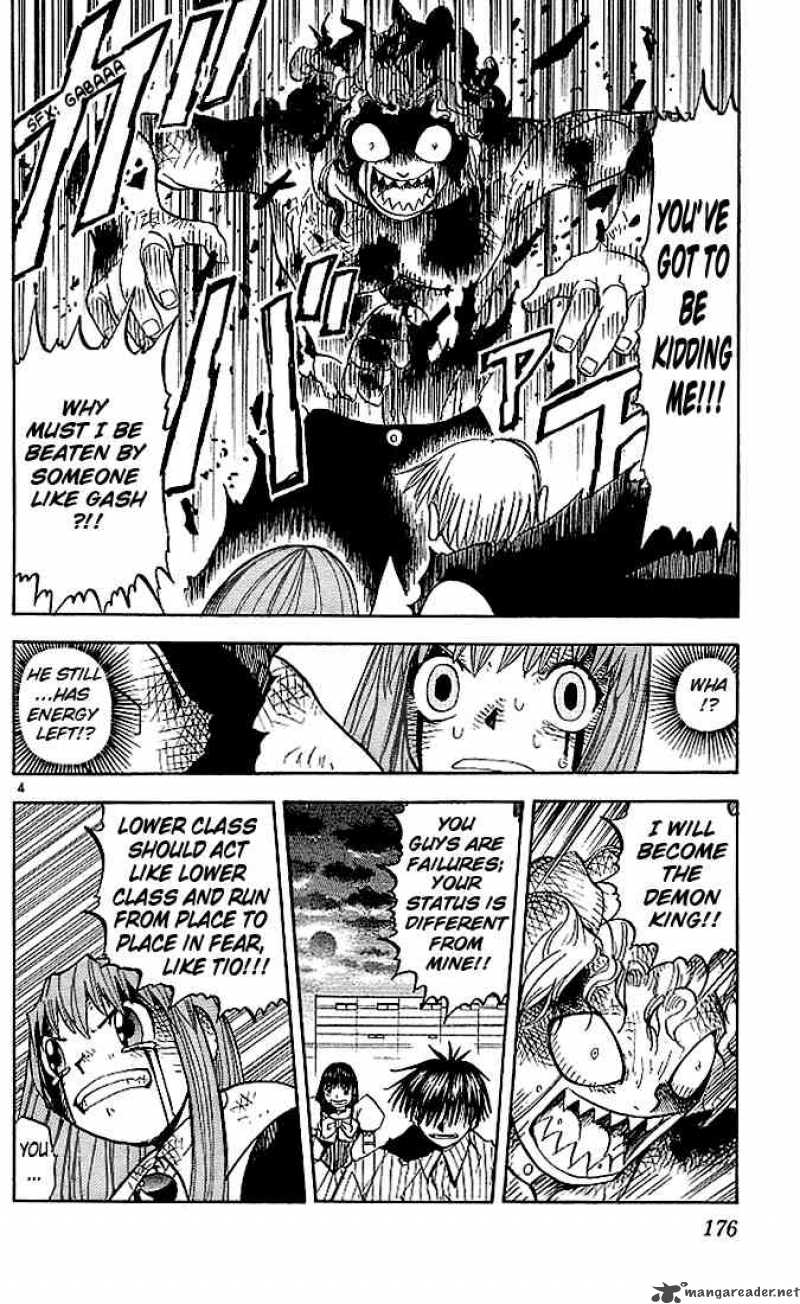 YOU'VE
GOT TO
BE
KIDDING
ME!!!
ガバァ
SFX: GABAAA
WHY
MUST I BE
BEATEN BY
SOMEONE
LIKE GASH
?!!
WHA
!?
HE STILL
...HAS
ENERGY
LEFT!?
4
I WILL
BECOME
THE
DEMON
KING!!
YOU
GUYS ARE
FAILURES;
YOUR
STATUS IS
DIFFERENT
FROM
MINE!!
LOWER CLASS
SHOULD ACT
LIKE LOWER
CLASS AND RUN
FROM PLACE TO
PLACE IN FEAR,
LIKE TIO!!!
YOU
...
176
mangareader.net